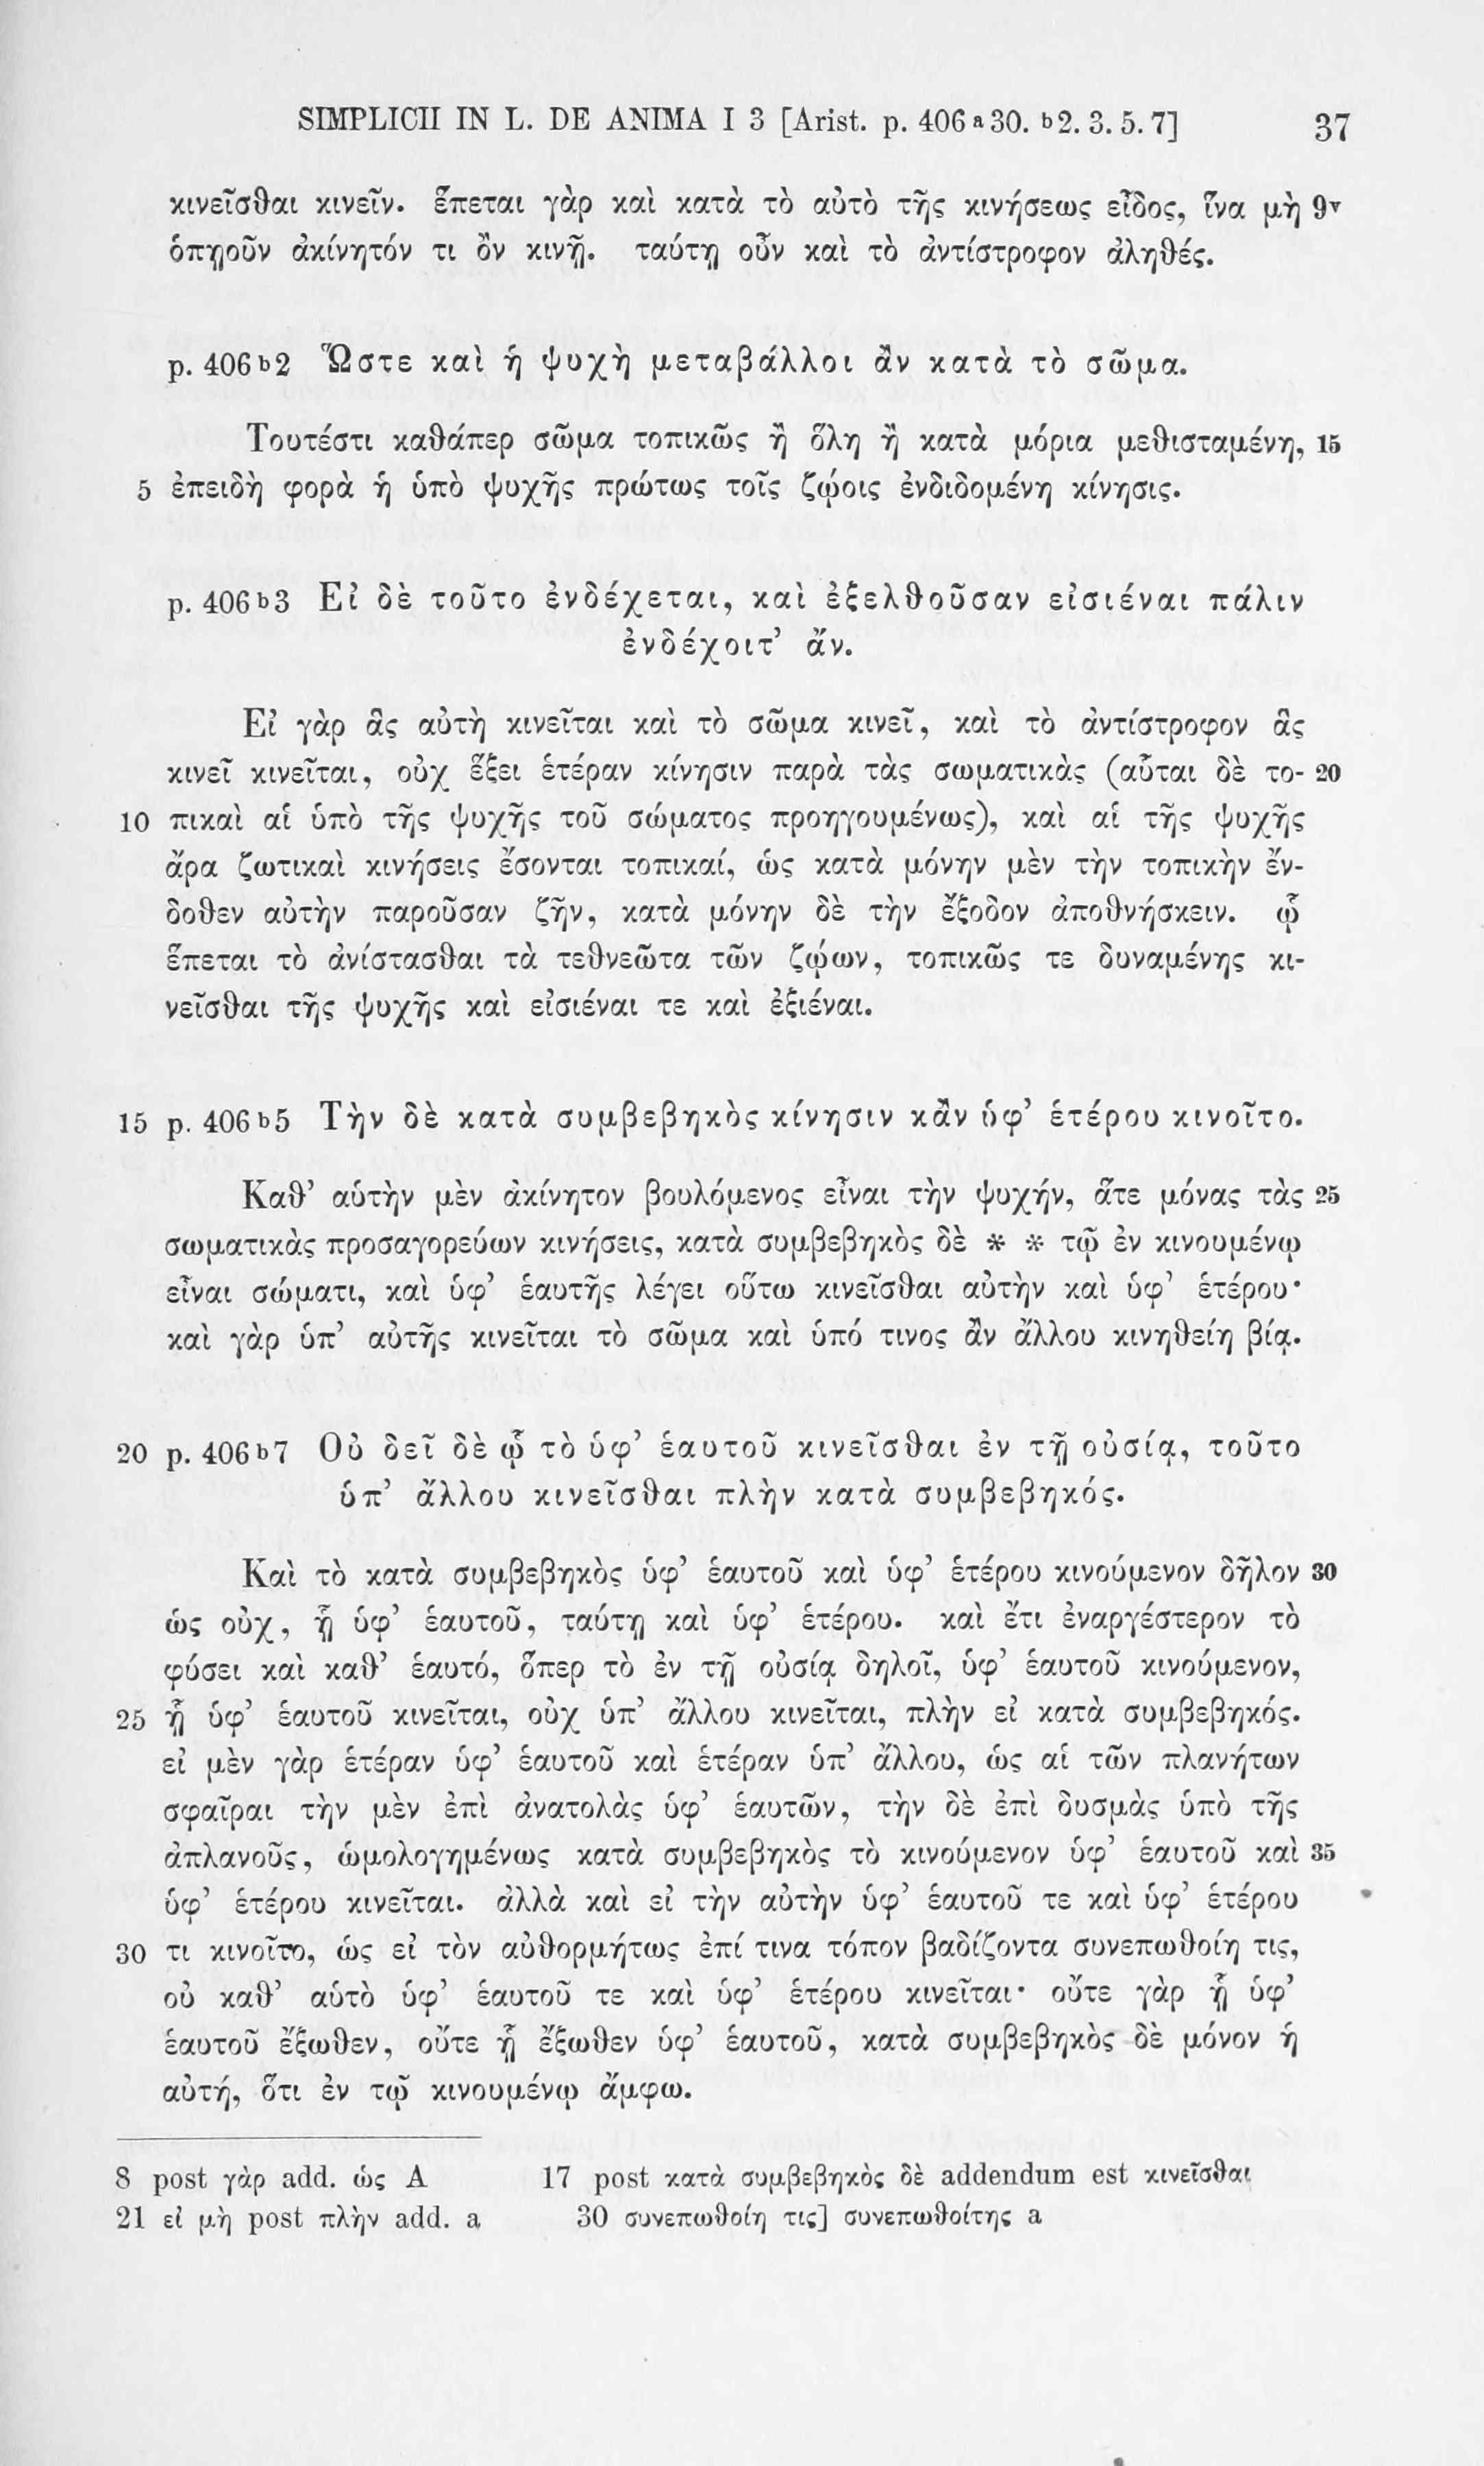 SIMPLICII IN L. DE ANIMA I 3 [Arist. p. 406 a 30. b 2. 3. 5. 7] 37
κινεῖσθαι κινεῖν. ἕπεται γὰρ καὶ κατὰ τὸ αὐτὸ τῆς κινήσεως εἶδος, ἵνα μὴ 9v
ὁπῃοῦν ἀκίνητόν τι ὂν κινῇ. ταύτῃ οὖν καὶ τὸ ἀντίστροφον ἀληθές.
p. 406 b 2 Ὥστε καὶ ἡ ψυχὴ μεταβάλλοι ἂν κατὰ τὸ σῶμα.
Τουτέστι καθάπερ σῶμα τοπικῶς ἢ ὅλη ἢ κατὰ μόρια μεθισταμένη, 15
5 ἐπειδὴ φορὰ ἡ ὑπὸ ψυχῆς πρώτως τοῖς ζῴοις ἐνδιδομένη κίνησις.
p. 406 b 3 Εἰ δὲ τοῦτο ἐνδέχεται, καὶ ἐξελθοῦσαν εἰσιέναι πάλιν
ἐνδέχοιτ’ ἄν.
Εἰ γὰρ ἃς αὐτὴ κινεῖται καὶ τὸ σῶμα κινεῖ, καὶ τὸ ἀντίστροφον ἃς
κινεῖ κινεῖται, οὐχ ἕξει ἑτέραν κίνησιν παρὰ τὰς σωματικὰς (αὗται δὲ το- 20
10 πικαὶ αἱ ὑπὸ τῆς ψυχῆς τοῦ σώματος προηγουμένως), καὶ αἱ τῆς ψυχῆς
ἄρα ζωτικαὶ κινήσεις ἔσονται τοπικαί, ὡς κατὰ μόνην μὲν τὴν τοπικὴν ἔν-
δοθεν αὐτὴν παροῦσαν ζῆν, κατὰ μόνην δὲ τὴν ἔξοδον ἀποθνήσκειν. ᾧ
ἕπεται τὸ ἀνίστασθαι τὰ τεθνεῶτα τῶν ζῴων, τοπικῶς τε δυναμένης κι-
νεῖσθαι τῆς ψυχῆς καὶ εἰσιέναι τε καὶ ἐξιέναι.
15 p. 406 b 5 Τὴν δὲ κατὰ συμβεβηκὸς κίνησιν κἂν ὑφ’ ἑτέρου κινοῖτο.
Καθ’ αὑτὴν μὲν ἀκίνητον βουλόμενος εἶναι τὴν ψυχήν, ἅτε μόνας τὰς 25
σωματικὰς προσαγορεύων κινήσεις, κατὰ συμβεβηκὸς δὲ * * τῷ ἐν κινουμένῳ
εἶναι σώματι, καὶ ὑφ’ ἑαυτῆς λέγει οὕτω κινεῖσθαι αὐτὴν καὶ ὑφ’ ἑτέρου·
καὶ γὰρ ὑπ’ αὐτῆς κινεῖται τὸ σῶμα καὶ ὑπό τινος ἂν ἄλλου κινηθείη βίᾳ.
20 p. 406 b 7 Οὐ δεῖ δὲ ᾧ τὸ ὑφ’ ἑαυτοῦ κινεῖσθαι ἐν τῇ οὐσίᾳ, τοῦτο
ὑπ’ ἄλλου κινεῖσθαι πλὴν κατὰ συμβεβηκός.
Καὶ τὸ κατὰ συμβεβηκὸς ὑφ’ ἑαυτοῦ καὶ ὑφ’ ἑτέρου κινούμενον δῆλον 30
ὡς οὐχ, ᾗ ὑφ’ ἑαυτοῦ, ταύτῃ καὶ ὑφ’ ἑτέρου. καὶ ἔτι ἐναργέστερον τὸ
φύσει καὶ καθ’ ἑαυτό, ὅπερ τὸ ἐν τῇ οὐσίᾳ δηλοῖ, ὑφ’ ἑαυτοῦ κινούμενον,
25 ᾗ ὑφ’ ἑαυτοῦ κινεῖται, οὐχ ὑπ’ ἄλλου κινεῖται, πλὴν εἰ κατὰ συμβεβηκός.
εἰ μὲν γὰρ ἑτέραν ὑφ’ ἑαυτοῦ καὶ ἑτέραν ὑπ’ ἄλλου, ὡς αἱ τῶν πλανήτων
σφαῖραι τὴν μὲν ἐπὶ ἀνατολὰς ὑφ’ ἑαυτῶν, τὴν δὲ ἐπὶ δυσμὰς ὑπὸ τῆς
ἀπλανοῦς, ὡμολογημένως κατὰ συμβεβηκὸς τὸ κινούμενον ὑφ’ ἑαυτοῦ καὶ 35
ὑφ’ ἑτέρου κινεῖται. ἀλλὰ καὶ εἰ τὴν αὐτὴν ὑφ’ ἑαυτοῦ τε καὶ ὑφ’ ἑτέρου
30 τι κινοῖτο, ὡς εἰ τὸν αὐθορμήτως ἐπί τινα τόπον βαδίζοντα συνεπωθοίη τις,
οὐ καθ’ αὑτὸ ὑφ’ ἑαυτοῦ τε καὶ ὑφ’ ἑτέρου κινεῖται· οὔτε γὰρ ᾗ ὑφ’
ἑαυτοῦ ἔξωθεν, οὔτε ᾗ ἔξωθεν ὑφ’ ἑαυτοῦ, κατὰ συμβεβηκὸς δὲ μόνον ἡ
αὐτή, ὅτι ἐν τῷ κινουμένῳ ἄμφω.
8 post γὰρ add. ὡς A 17 post κατὰ συμβεβηκὸς δὲ addendum est κινεῖσθαι
21 εἰ μὴ post πλὴν add. a 30 συνεπωθοίη τις] συνεπωθοίτης a